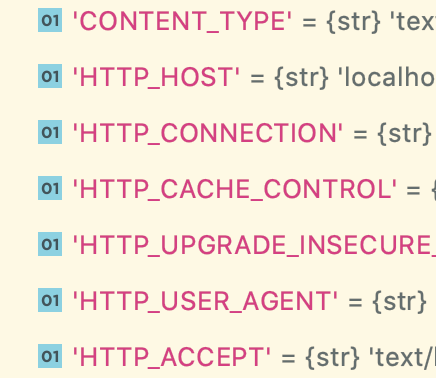 01 'CONTENT_TYPE' = {str} 'tex
01 'HTTP_HOST' = {str} 'localho
01 'HTTP_CONNECTION' = {str}
01 'HTTP_CACHE_CONTROL' = {
01 'HTTP_UPGRADE_INSECURE_
01 'HTTP_USER_AGENT' = {str}
01 'HTTP_ACCEPT' = {str} 'text/